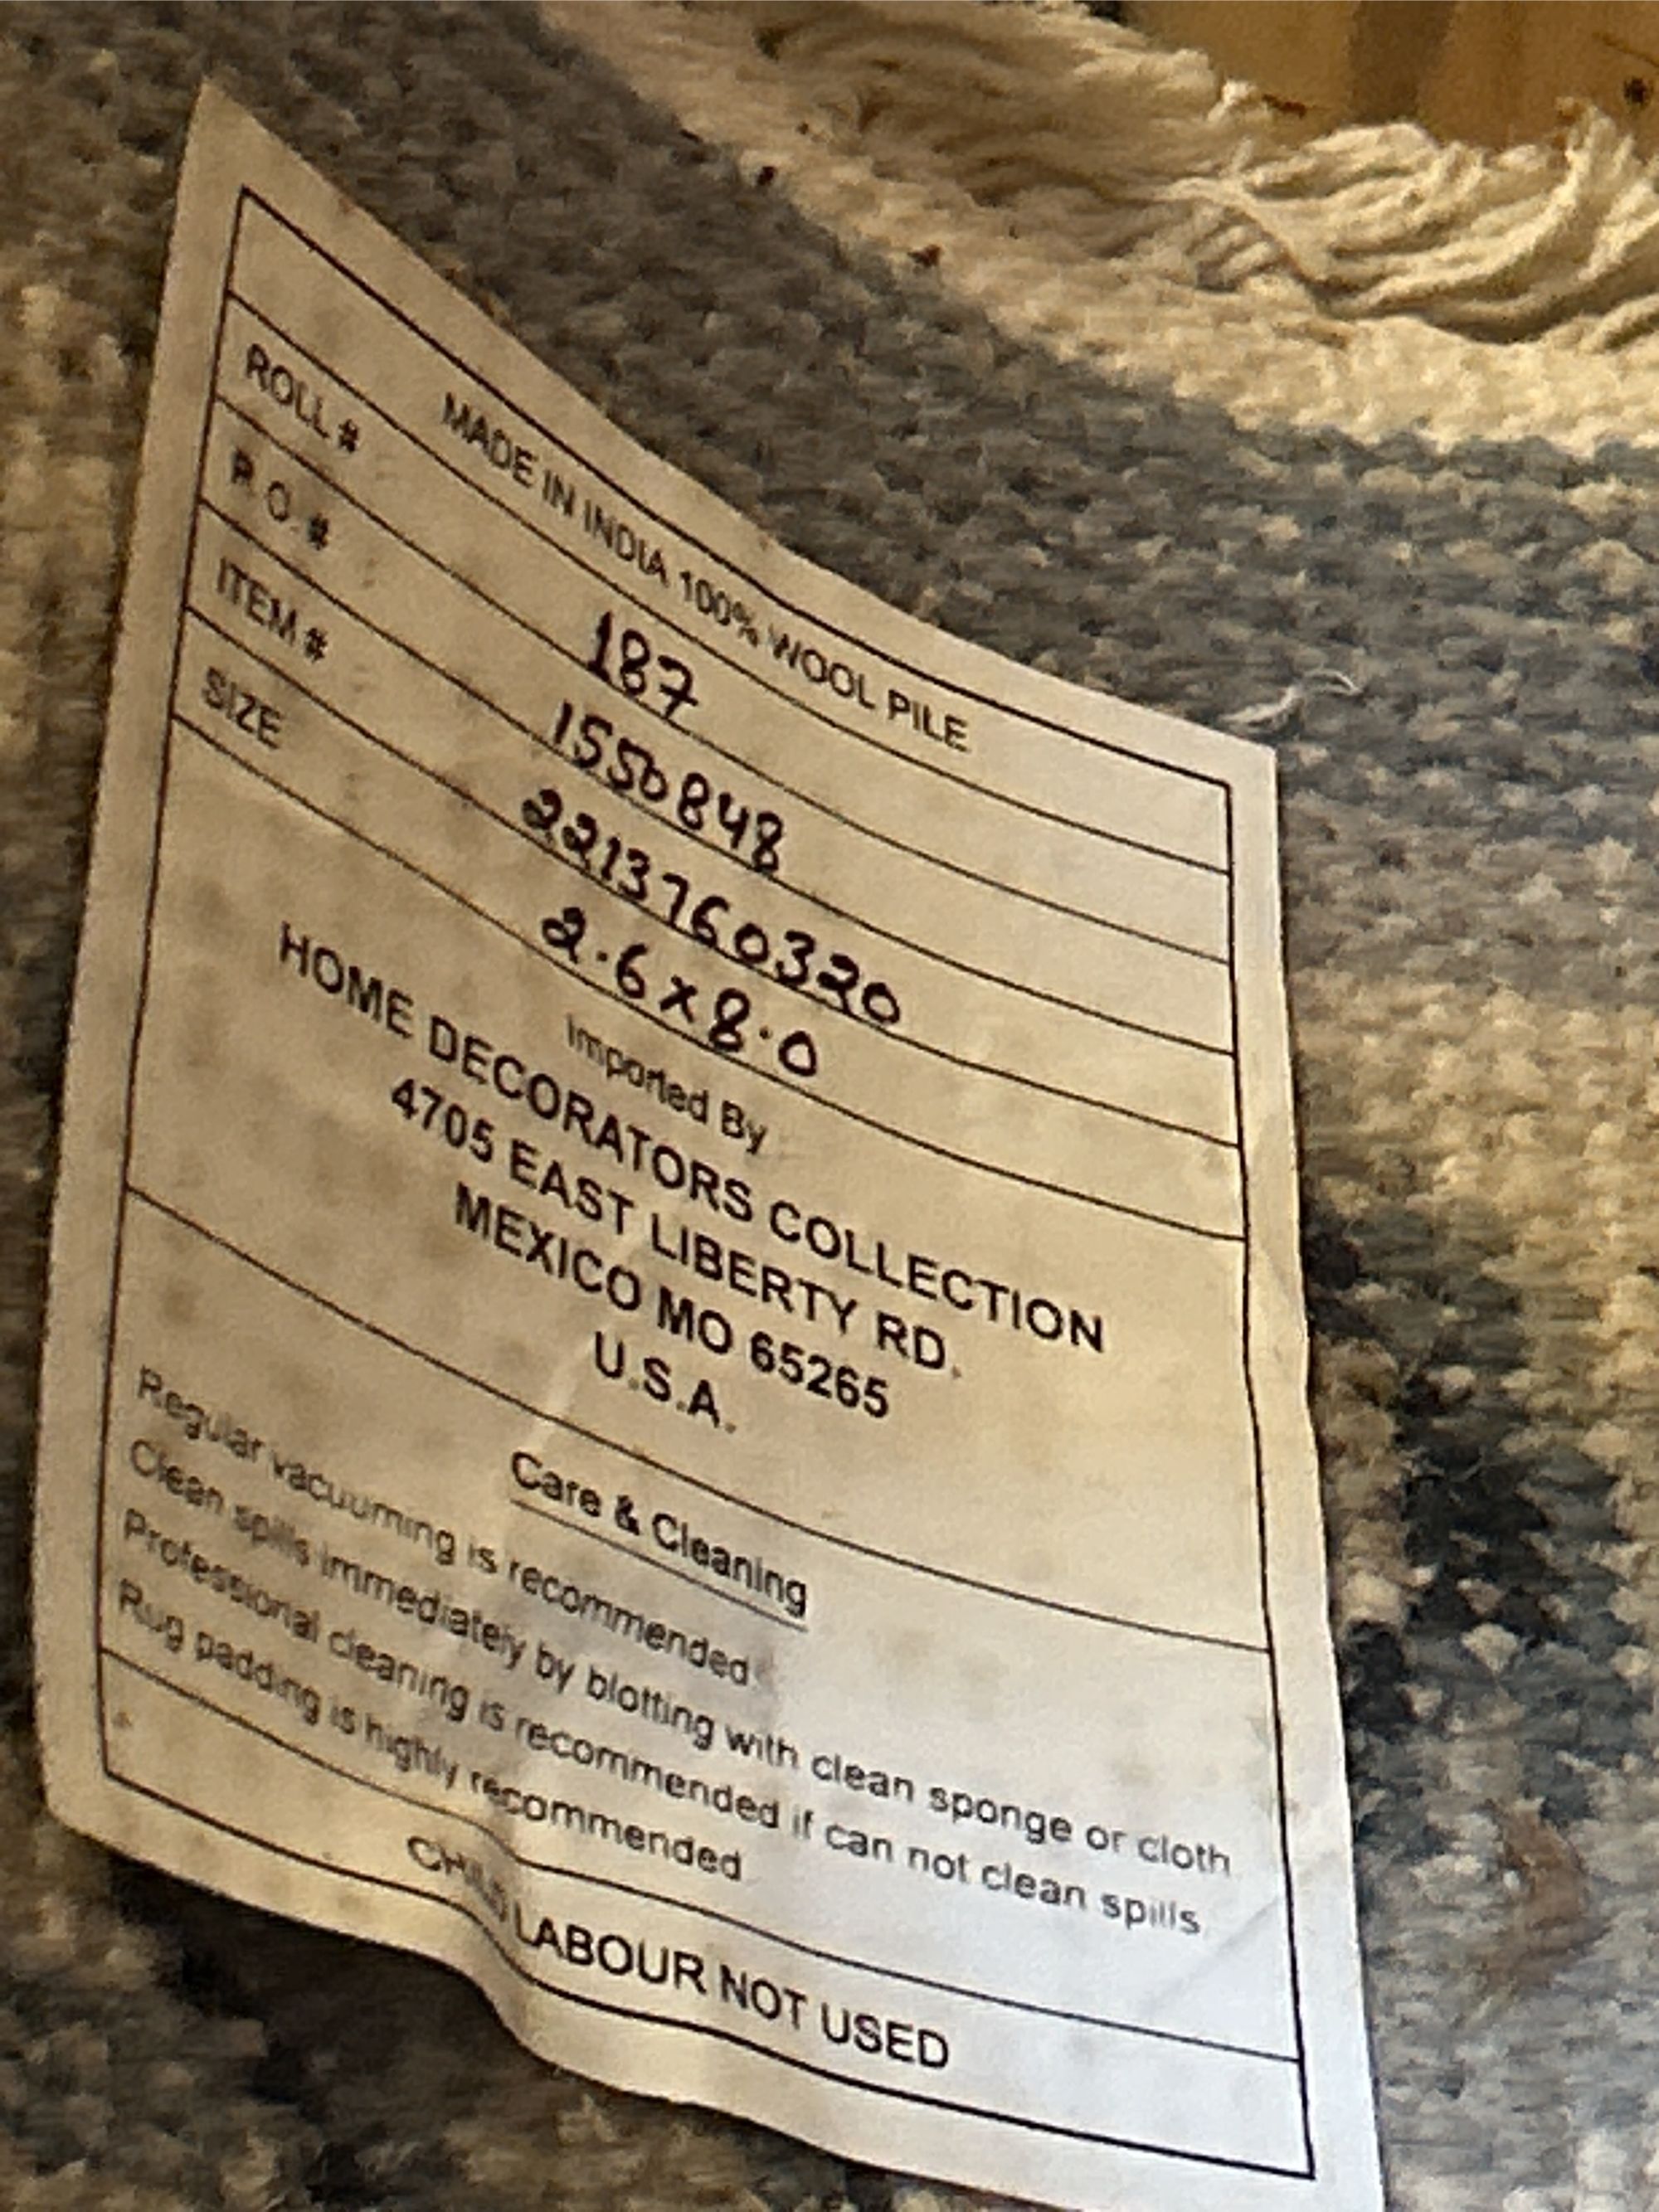 MADE IN INDIA 100% WOOL PILE
ROLL # 187
P.O.# 1550848
ITEM # 2213760320
SIZE 2.6 x 8.0
Imported By
HOME DECORATORS COLLECTION
4705 EAST LIBERTY RD.
MEXICO MO 65265
U.S.A.
Care & Cleaning
Regular vacuuming is recommended
Clean spills immediately by blotting with clean sponge or cloth
Professional cleaning is recommended if can not clean spills
Rug padding is highly recommended
CHILD LABOUR NOT USED